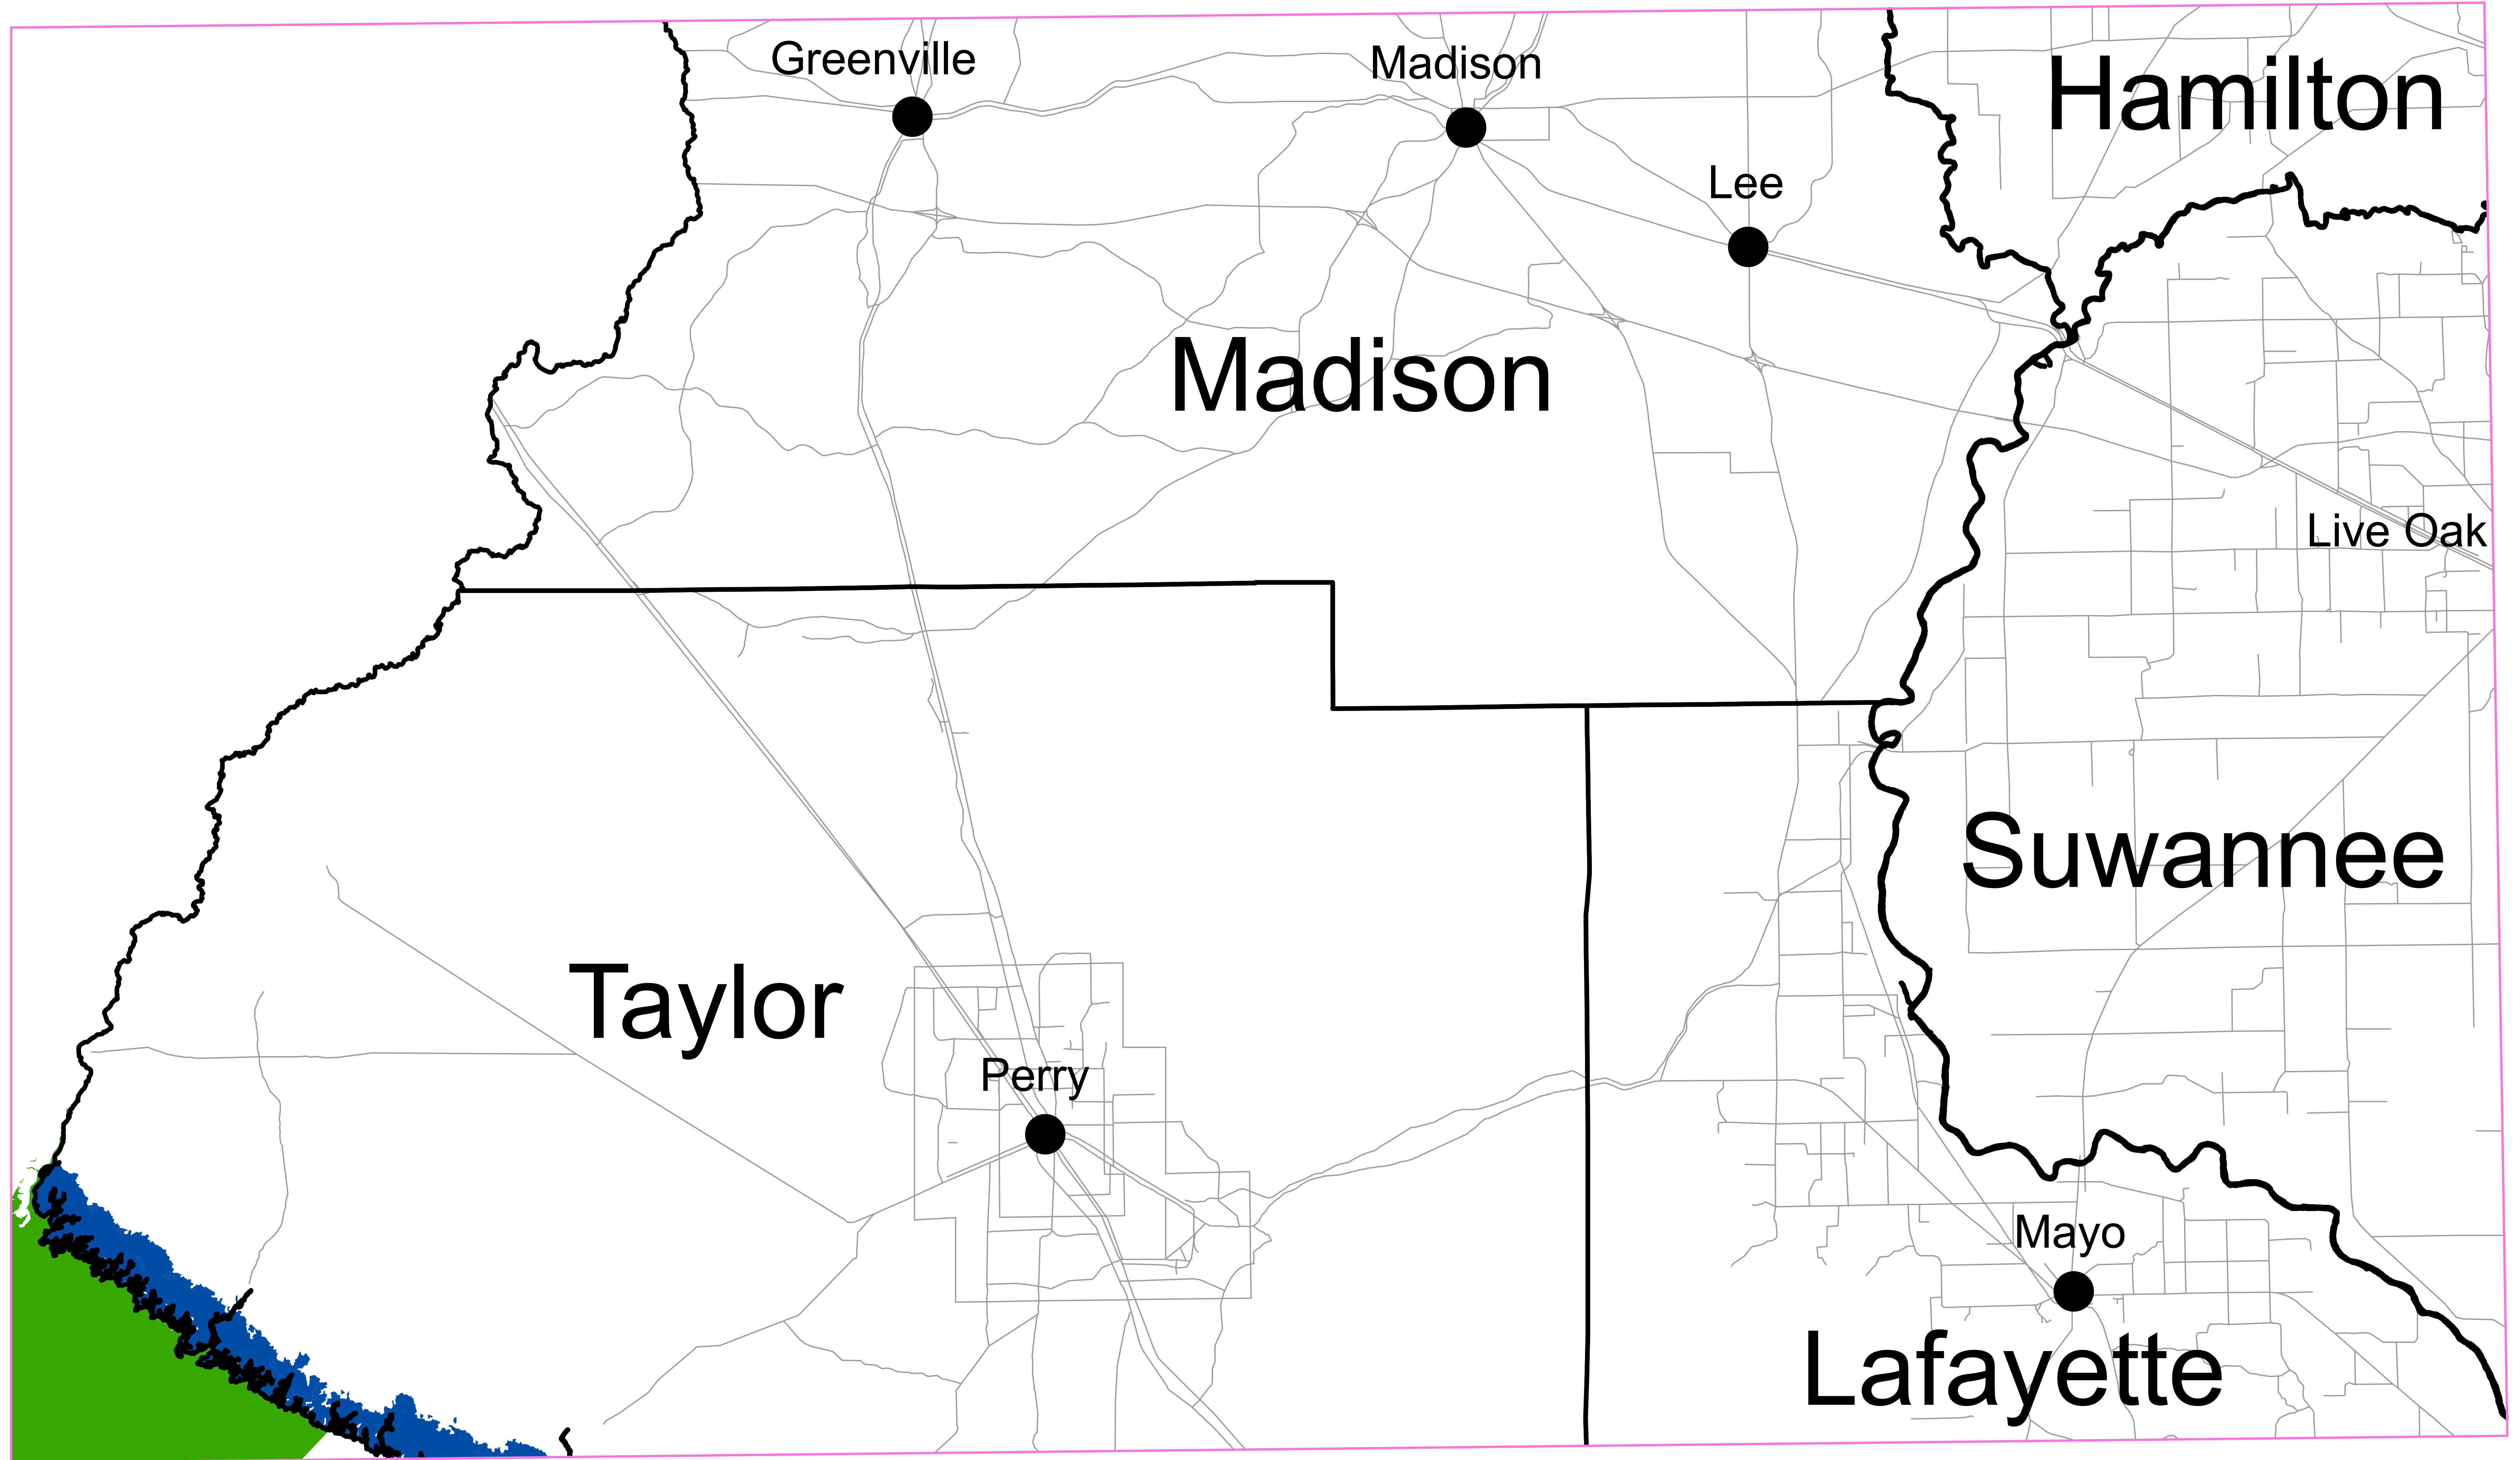 Greenville
Madison
Hamilton
Lee
Madison
Live Oak
Suwannee
Taylor
Perry
Mayo
Lafayette